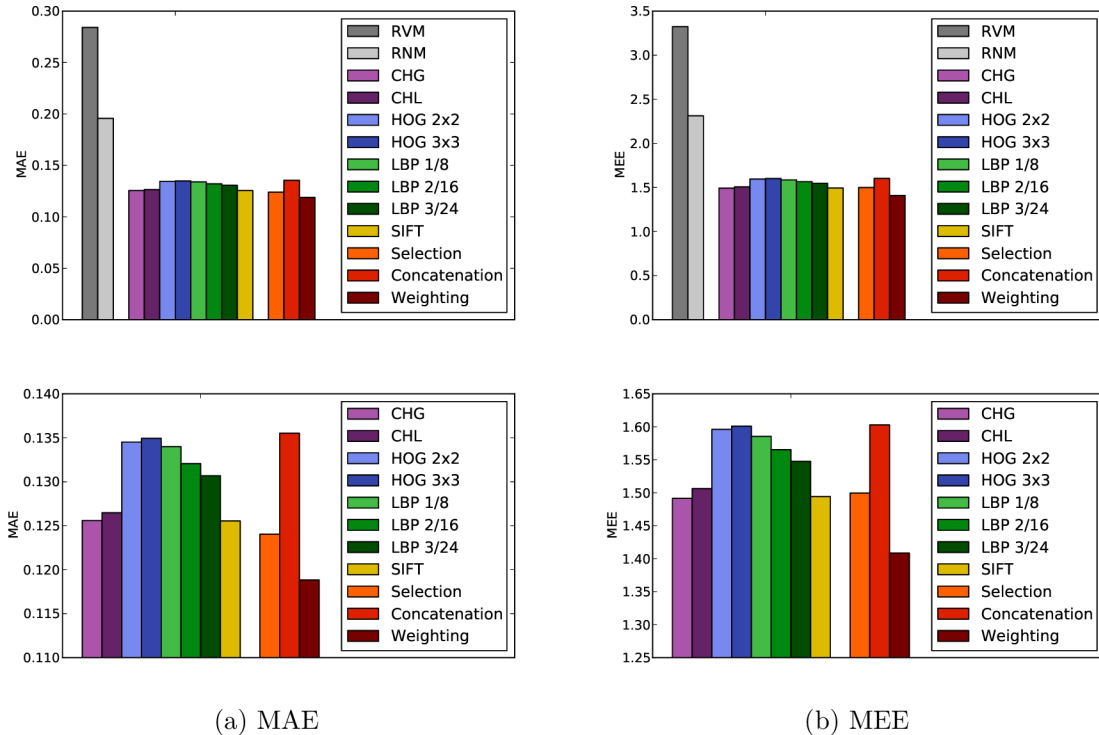 0.30
0.25
0.20
0.15
0.10
0.05
0.00
MAE
RVM
RNM
CHG
CHL
HOG 2x2
HOG 3x3
LBP 1/8
LBP 2/16
LBP 3/24
SIFT
Selection
Concatenation
Weighting
3.5
3.0
2.5
2.0
1.5
1.0
0.5
0.0
MEE
RVM
RNM
CHG
CHL
HOG 2x2
HOG 3x3
LBP 1/8
LBP 2/16
LBP 3/24
SIFT
Selection
Concatenation
Weighting
0.140
0.135
0.130
0.125
0.120
0.115
0.110
MAE
CHG
CHL
HOG 2x2
HOG 3x3
LBP 1/8
LBP 2/16
LBP 3/24
SIFT
Selection
Concatenation
Weighting
1.65
1.60
1.55
1.50
1.45
1.40
1.35
1.30
1.25
MEE
CHG
CHL
HOG 2x2
HOG 3x3
LBP 1/8
LBP 2/16
LBP 3/24
SIFT
Selection
Concatenation
Weighting
(a) MAE
(b) MEE